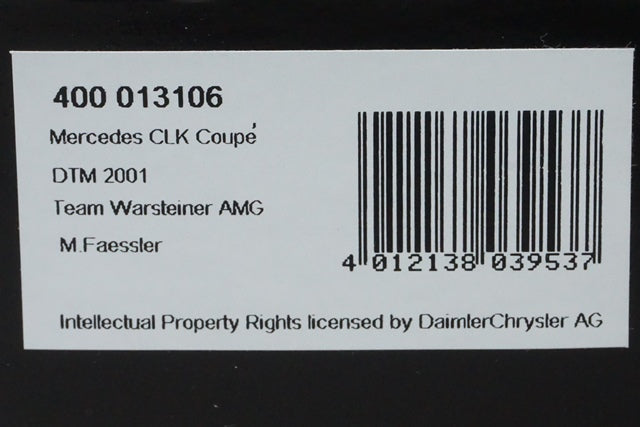 400 013106
Mercedes CLK Coupé
DTM 2001
Team Warsteiner AMG
M.Faessler
4 012138 039537
Intellectual Property Rights licensed by DaimlerChrysler AG